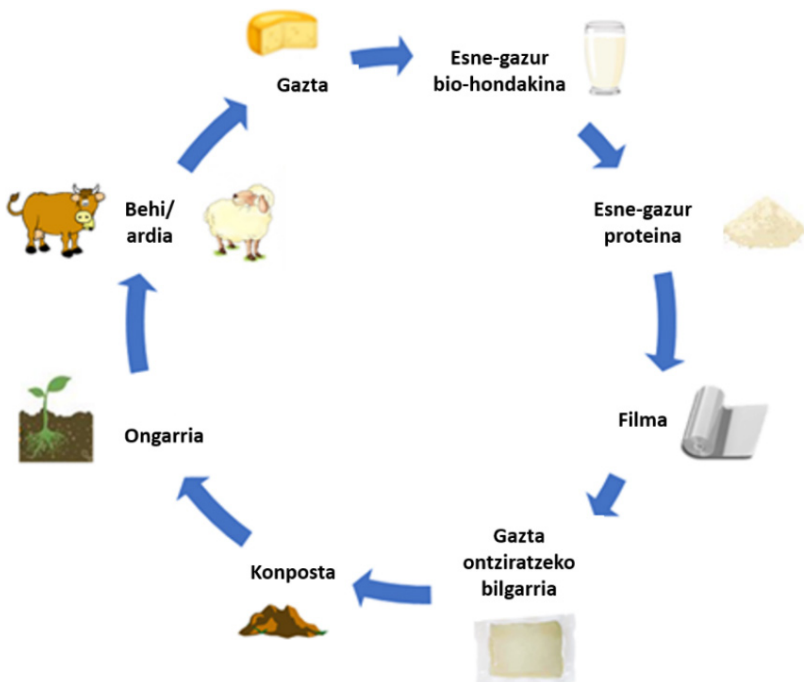 Gazta
Esne-gazur
bio-hondakina
Esne-gazur
proteina
Filma
Gazta
ontziratzeko
bilgarria
Konposta
Ongarria
Behi/
ardia